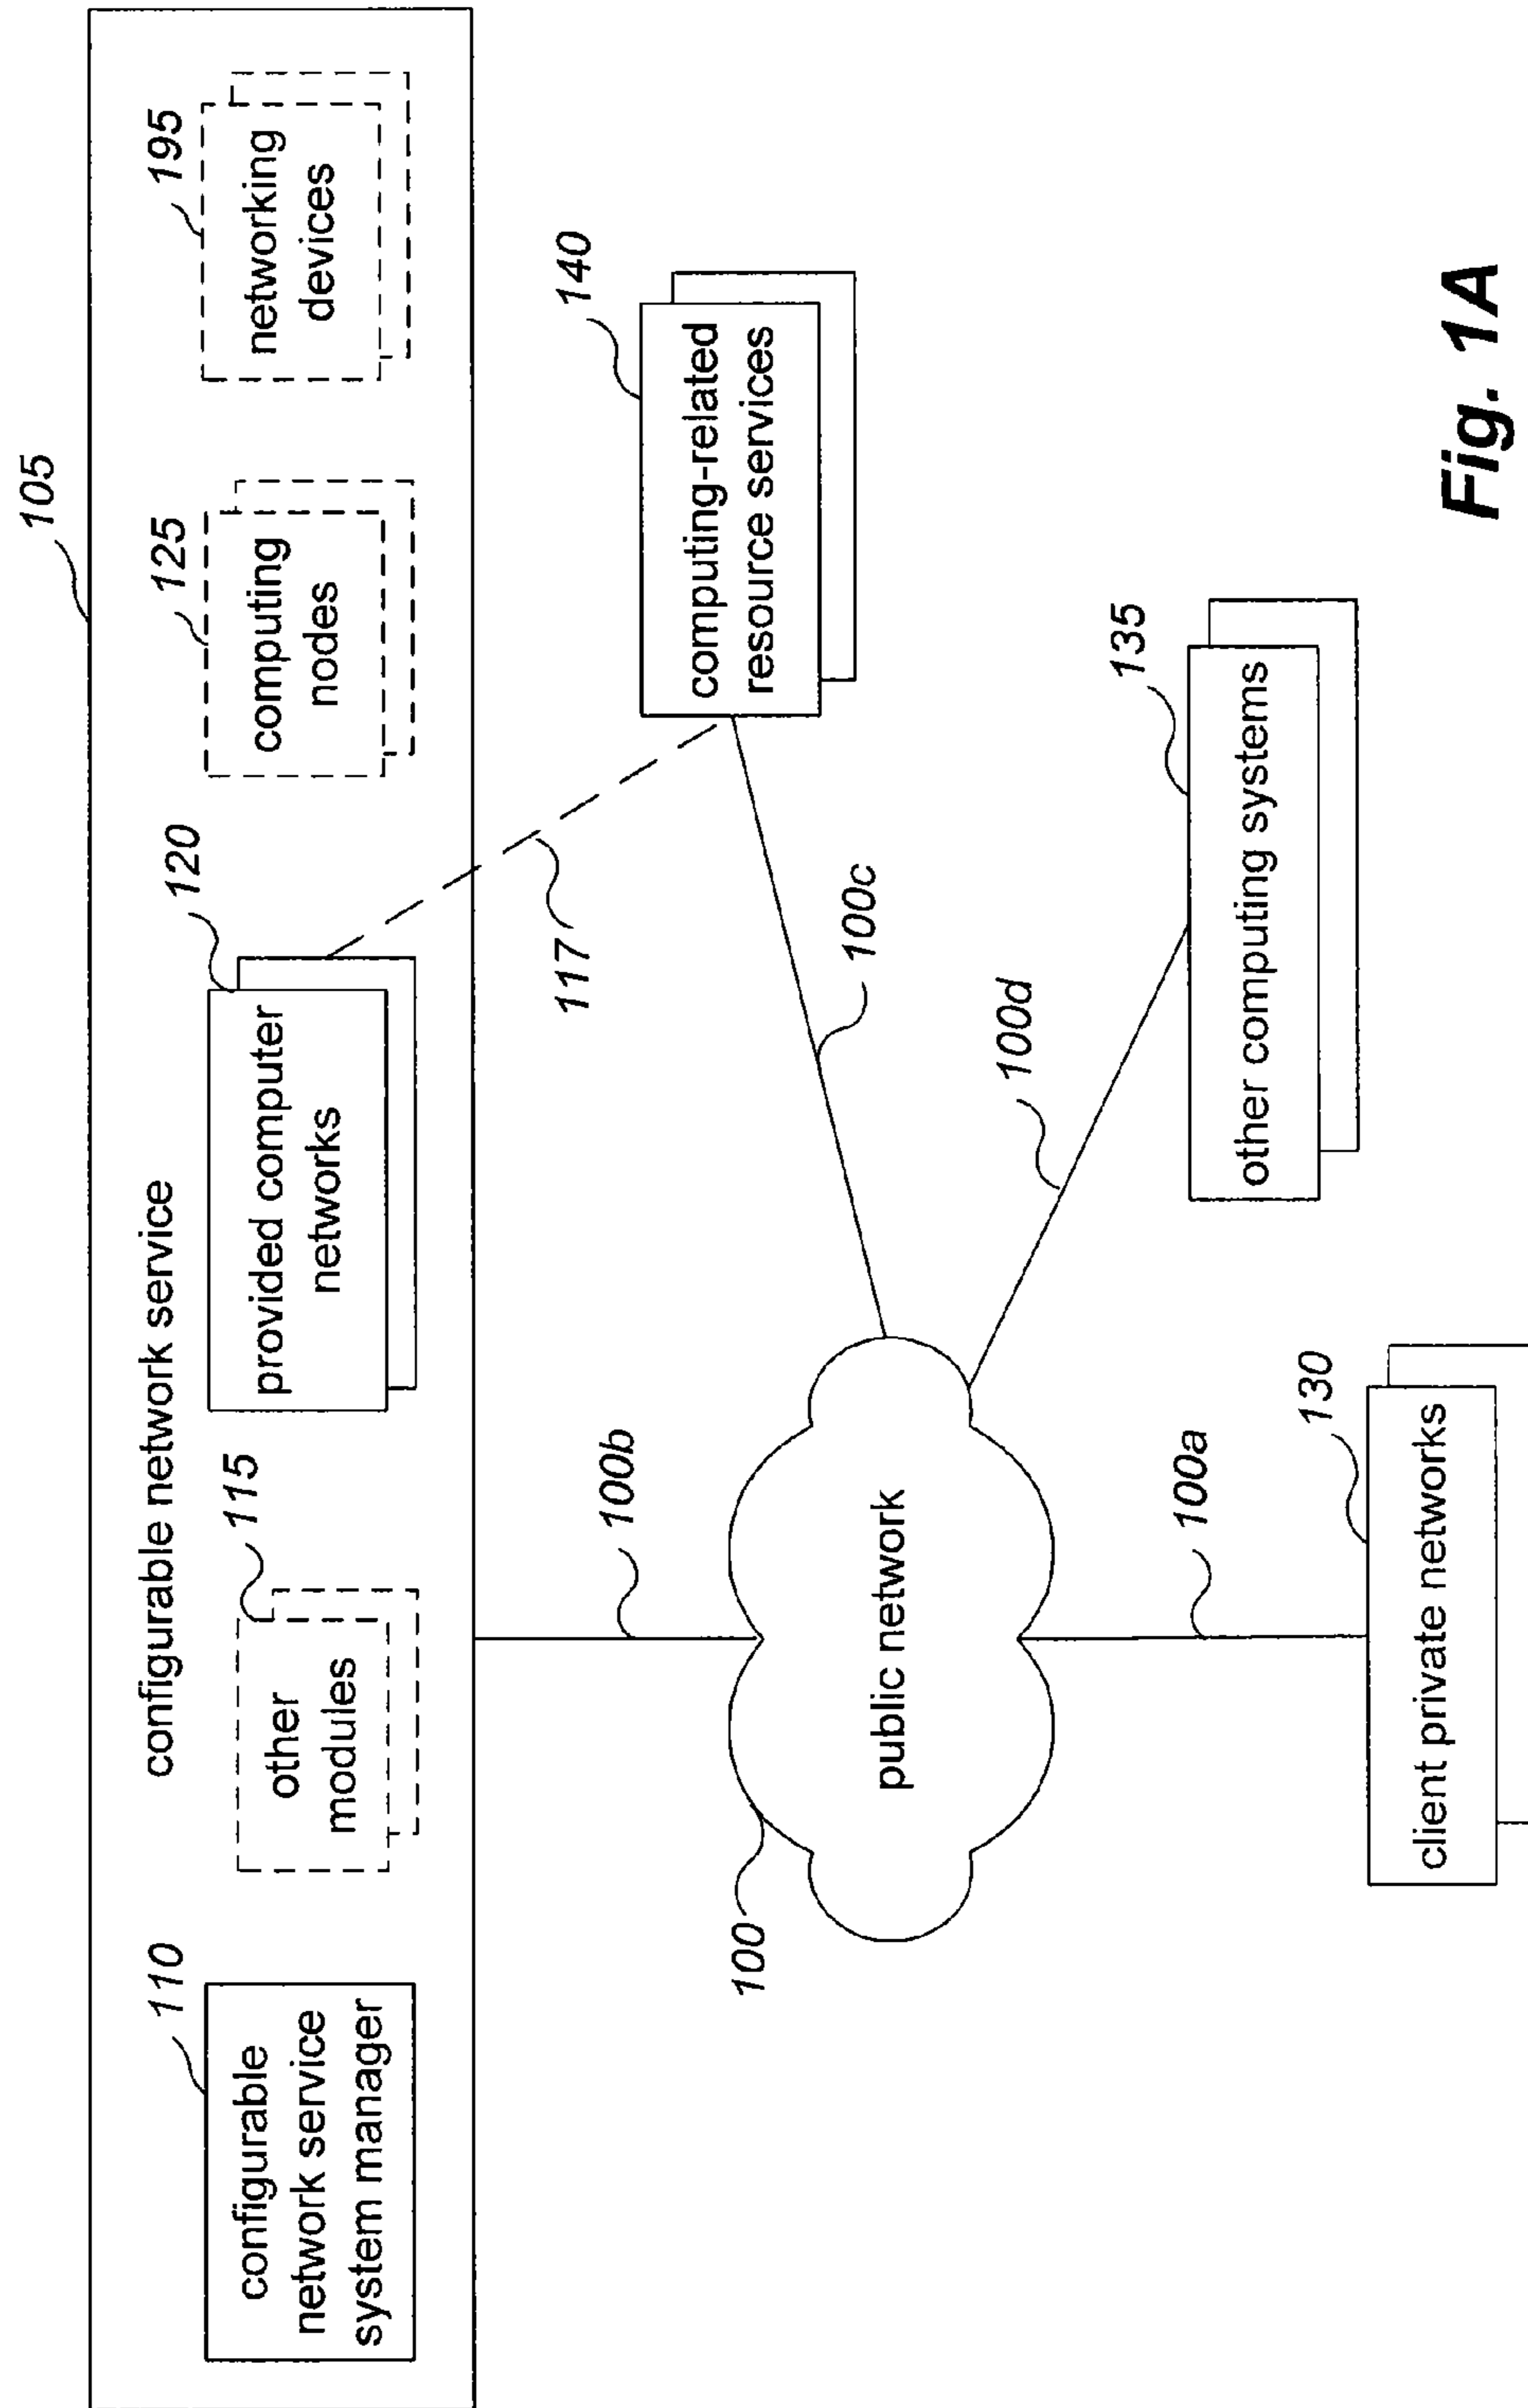 105
configurable network service
110
configurable
network service
system manager
115
other
modules
120
provided computer
networks
125
computing
nodes
195
networking
devices
117
100b
140
computing-related
resource services
100c
100
public network
100d
135
other computing systems
100a
130
client private networks
Fig. 1A